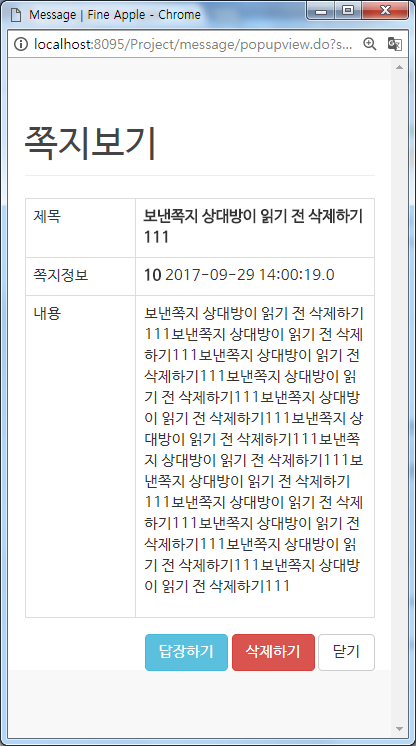 Message | Fine Apple - Chrome
localhost:8095/Project/message/popupview.do?s...
쪽지보기
제목
보낸쪽지 상대방이 읽기 전 삭제하기
111
쪽지정보
10 2017-09-29 14:00:19.0
내용
보낸쪽지 상대방이 읽기 전 삭제하기
111보낸쪽지 상대방이 읽기 전 삭제
하기111보낸쪽지 상대방이 읽기 전
삭제하기111보낸쪽지 상대방이 읽
기 전 삭제하기111보낸쪽지 상대방
이 읽기 전 삭제하기111보낸쪽지 상
대방이 읽기 전 삭제하기111보낸쪽
지 상대방이 읽기 전 삭제하기111보
낸쪽지 상대방이 읽기 전 삭제하기
111보낸쪽지 상대방이 읽기 전 삭제
하기111보낸쪽지 상대방이 읽기 전
삭제하기111보낸쪽지 상대방이 읽
기 전 삭제하기111보낸쪽지 상대방
이 읽기 전 삭제하기111
답장하기 삭제하기 닫기